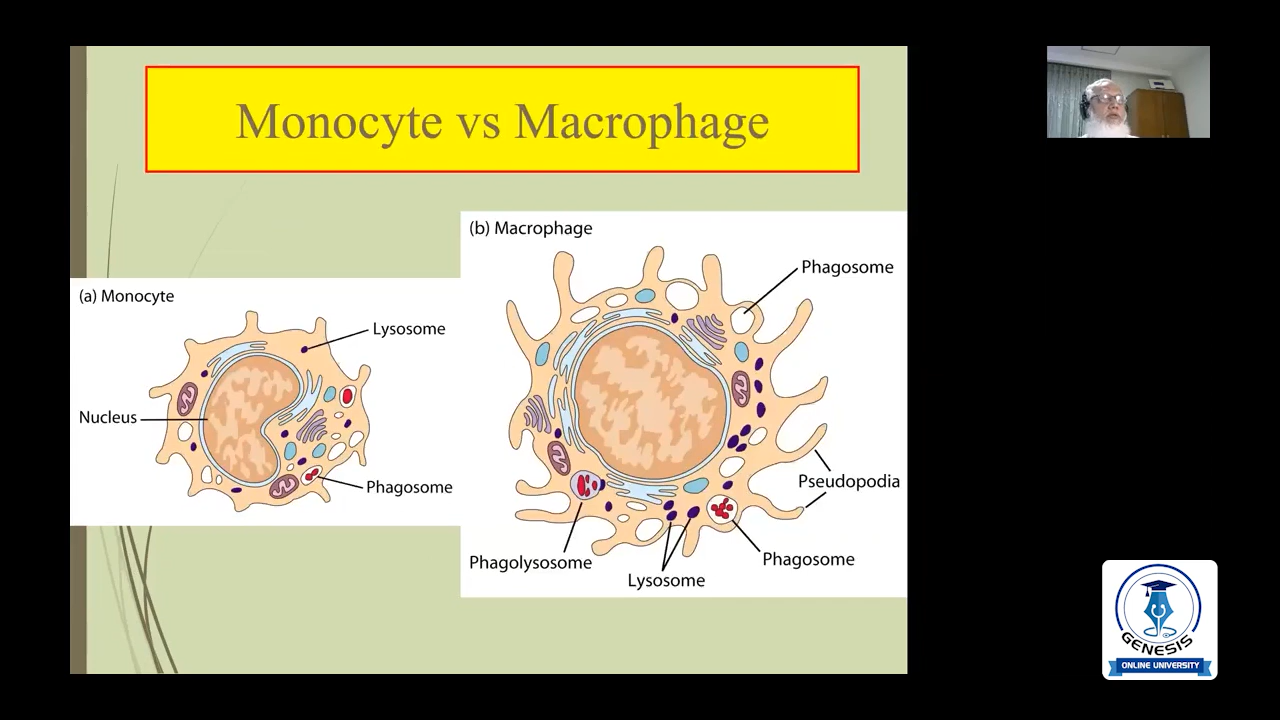 Monocyte vs Macrophage
(b) Macrophage
Phagosome
(a) Monocyte
Lysosome
Nucleus
Phagosome
Pseudopodia
Phagolysosome
Lysosome
Phagosome
GENESIS
ONLINE UNIVERSITY